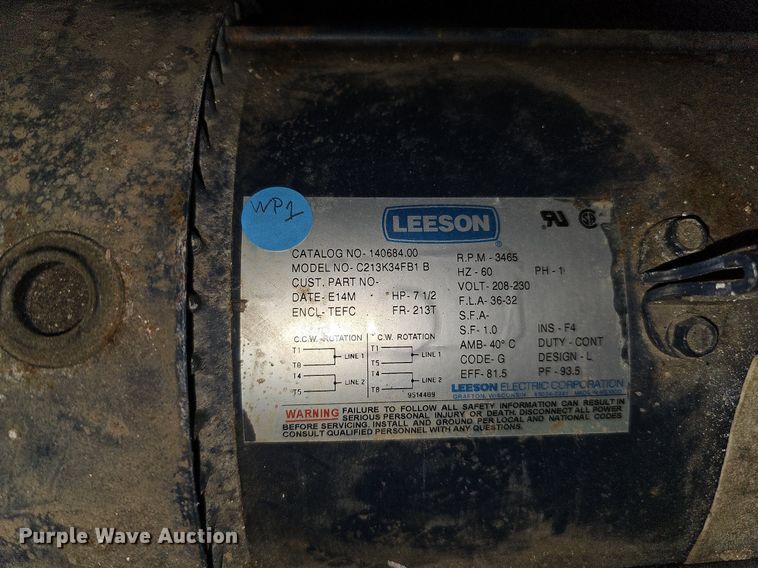 WP1
LEESON
CATALOG NO- 140684.00
MODEL NO- C213K34FB1 B
CUST. PART NO-
DATE- E14M HP- 7 1/2
ENCL- TEFC FR- 213T
R.P.M - 3465
HZ - 60 PH - 1
VOLT- 208-230
F.L.A- 36-32
S.F.A-
S.F- 1.0 INS - F4
AMB- 40° C DUTY - CONT
CODE- G DESIGN - L
EFF- 81.5 PF - 93.5
C.C.W. -ROTATION C.W. ROTATION
T1 T1
LINE 1 LINE 1
T8 T5
T4 T4
LINE 2 LINE 2
T5 T8
9514489
LEESON ELECTRIC CORPORATION
GRAFTON, WISCONSIN
WARNING FAILURE TO FOLLOW ALL SAFETY INFORMATION CAN RESULT IN
SERIOUS PERSONAL INJURY OR DEATH. DISCONNECT ALL POWER
BEFORE SERVICING. INSTALL AND GROUND PER LOCAL AND NATIONAL CODES
CONSULT QUALIFIED PERSONNEL WITH ANY QUESTIONS.
Purple Wave Auction